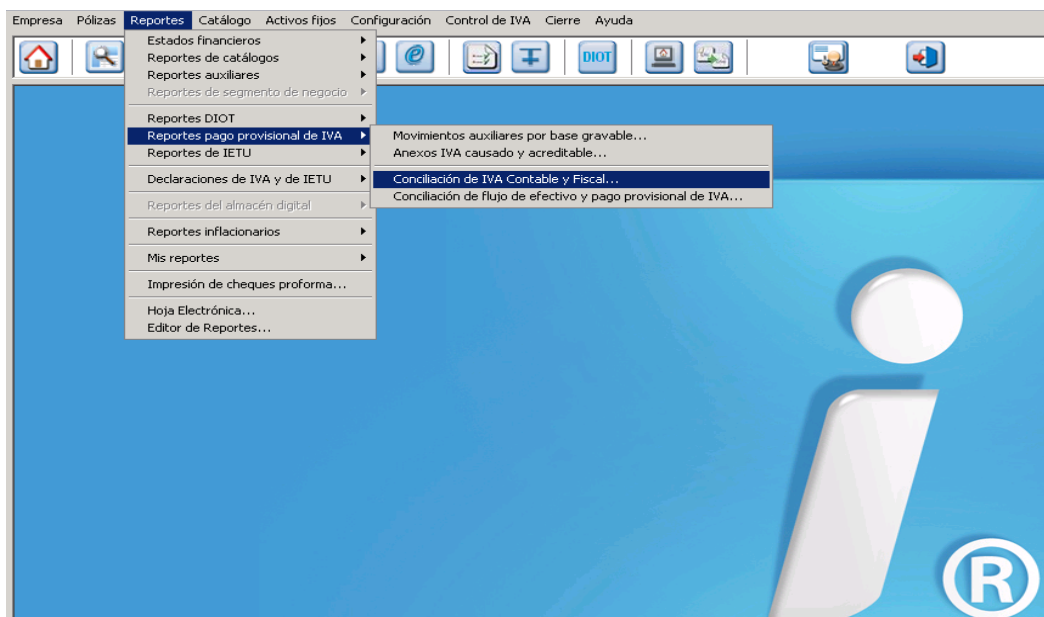 Empresa Pólizas Reportes Catálogo Activos fijos Configuración Control de IVA Cierre Ayuda
DIOT
Estados financieros
Reportes de catálogos
Reportes auxiliares
Reportes de segmento de negocio
Reportes DIOT
Reportes pago provisional de IVA
Reportes de IETU
Declaraciones de IVA y de IETU
Reportes del almacén digital
Reportes inflacionarios
Mis reportes
Impresión de cheques proforma...
Hoja Electrónica...
Editor de Reportes...
Movimientos auxiliares por base gravable...
Anexos IVA causado y acreditable...
Conciliación de IVA Contable y Fiscal...
Conciliación de flujo de efectivo y pago provisional de IVA...
i
®